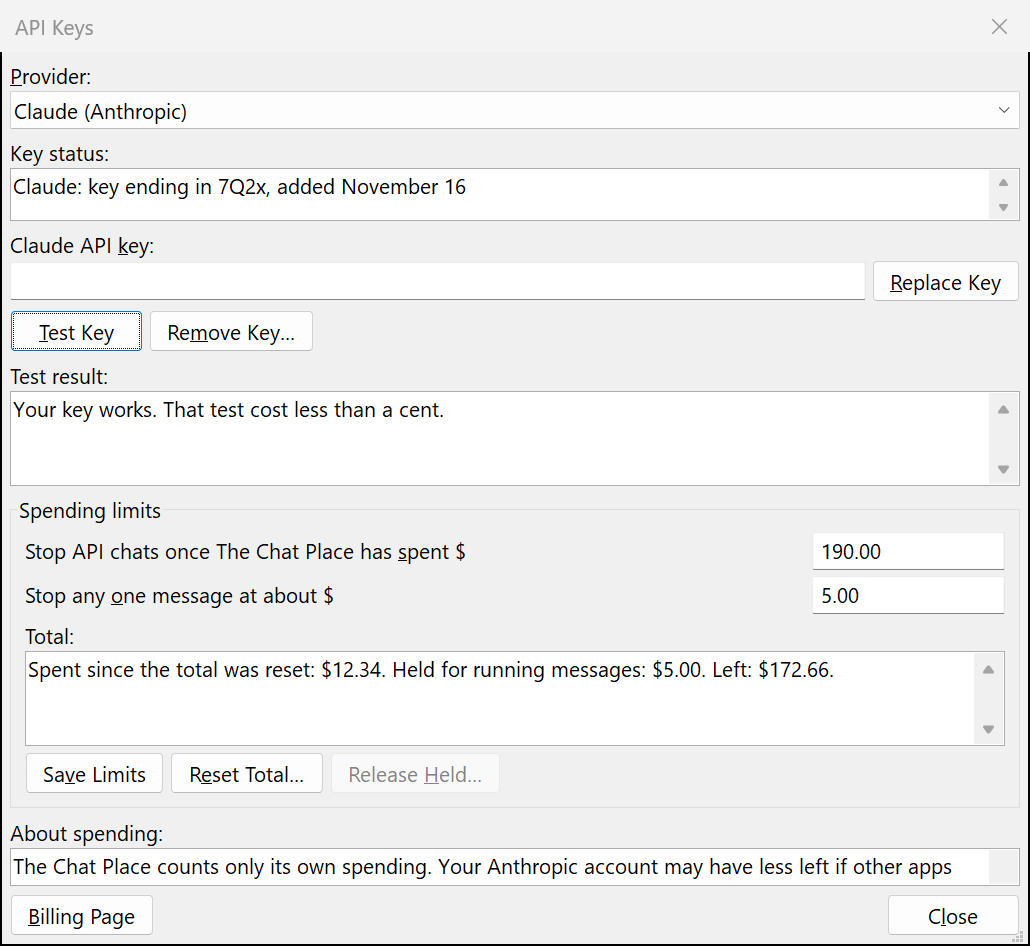 API Keys
Provider:
Claude (Anthropic)
Key status:
Claude: key ending in 7Q2x, added November 16
Claude API key:
Replace Key
Test Key
Remove Key...
Test result:
Your key works. That test cost less than a cent.
Spending limits
Stop API chats once The Chat Place has spent $
190.00
Stop any one message at about $
5.00
Total:
Spent since the total was reset: $12.34. Held for running messages: $5.00. Left: $172.66.
Save Limits
Reset Total...
Release Held...
About spending:
The Chat Place counts only its own spending. Your Anthropic account may have less left if other apps
Billing Page
Close